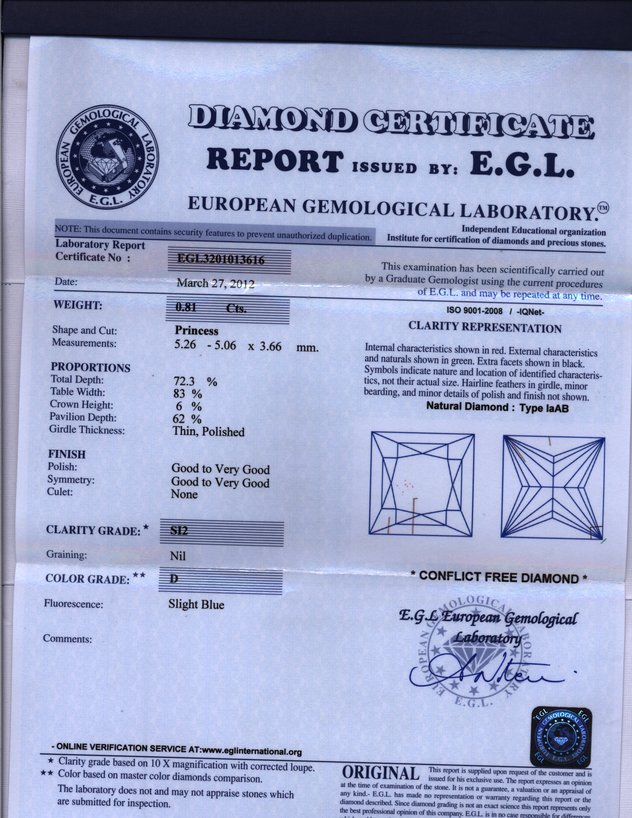 EUROPEAN GEMOLOGICAL LABORATORY
E.G.L.
DIAMOND CERTIFICATE
REPORT ISSUED BY: E.G.L.
EUROPEAN GEMOLOGICAL LABORATORY.™
NOTE: This document contains security features to prevent unauthorized duplication.
Independent Educational organization
Institute for certification of diamonds and precious stones.
Laboratory Report
Certificate No : EGL3201013616
Date: March 27, 2012
This examination has been scientifically carried out
by a Graduate Gemologist using the current procedures
of E.G.L. and may be repeated at any time.
WEIGHT: 0.81 Cts.
ISO 9001-2008 / -IQNet-
CLARITY REPRESENTATION
Shape and Cut: Princess
Measurements: 5.26 - 5.06 x 3.66 mm.
Internal characteristics shown in red. External characteristics
and naturals shown in green. Extra facets shown in black.
Symbols indicate nature and location of identified characteris-
tics, not their actual size. Hairline feathers in girdle, minor
bearding, and minor details of polish and finish not shown.
Natural Diamond : Type IaAB
PROPORTIONS
Total Depth: 72.3 %
Table Width: 83 %
Crown Height: 6 %
Pavilion Depth: 62 %
Girdle Thickness: Thin, Polished
FINISH
Polish: Good to Very Good
Symmetry: Good to Very Good
Culet: None
CLARITY GRADE: * SI2
Graining: Nil
COLOR GRADE: ** D
* CONFLICT FREE DIAMOND *
Fluorescence: Slight Blue
E.G.L European Gemological
Laboratory
EUROPEAN GEMOLOGICAL LABORATORY
E.G.L.
Comments:
EGL EGL
GEMOLOGICAL
- ONLINE VERIFICATION SERVICE AT:www.eglinternational.org
* Clarity grade based on 10 X magnification with corrected loupe.
** Color based on master color diamonds comparison.
The laboratory does not and may not appraise stones which
are submitted for inspection.
ORIGINAL This paper is supplied upon request of the customer and is
issued for his exclusive use. The report expresses an opinion
at the time of examination of the stone. It is not a guarantee, a valuation or an appraisal of
any kind.- E.G.L. has made no representation or warranty regarding this report or the
diamond described. Since diamond grading is not an exact science this report represents only
the best professional opinion of this company. E.G.L. is in no case responsible for differences